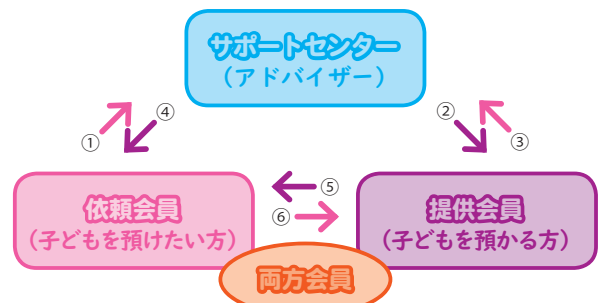 サポートセンター
（アドバイザー）
①
④
②
③
依頼会員
（子どもを預けたい方）
⑤
⑥
提供会員
（子どもを預かる方）
両方会員